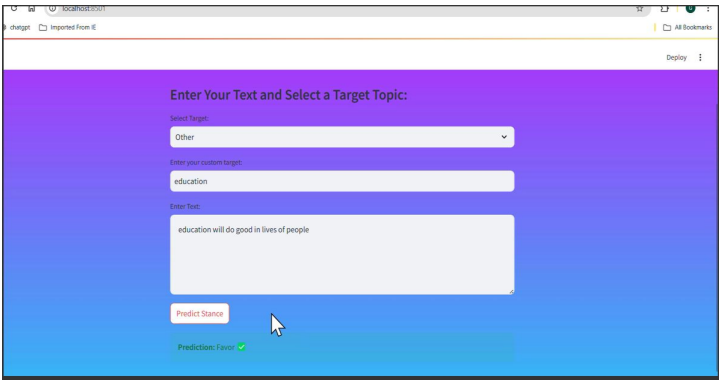 localhost:8501
chatgpt Imported From IE All Bookmarks
Deploy
Enter Your Text and Select a Target Topic:
Select Target:
Other
Enter your custom target:
education
Enter Text:
education will do good in lives of people
Predict Stance
Prediction: Favor